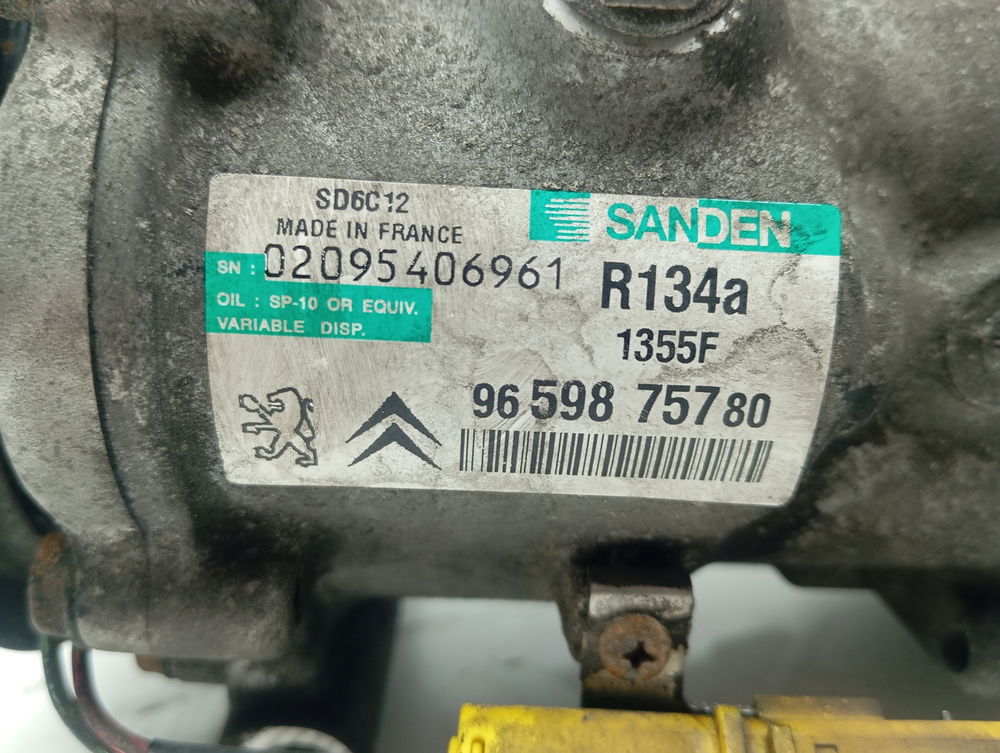 SD6C12
MADE IN FRANCE
SANDEN
SN : 02095406961
R134a
OIL : SP-10 OR EQUIV.
VARIABLE DISP.
1355F
96 598 757 80